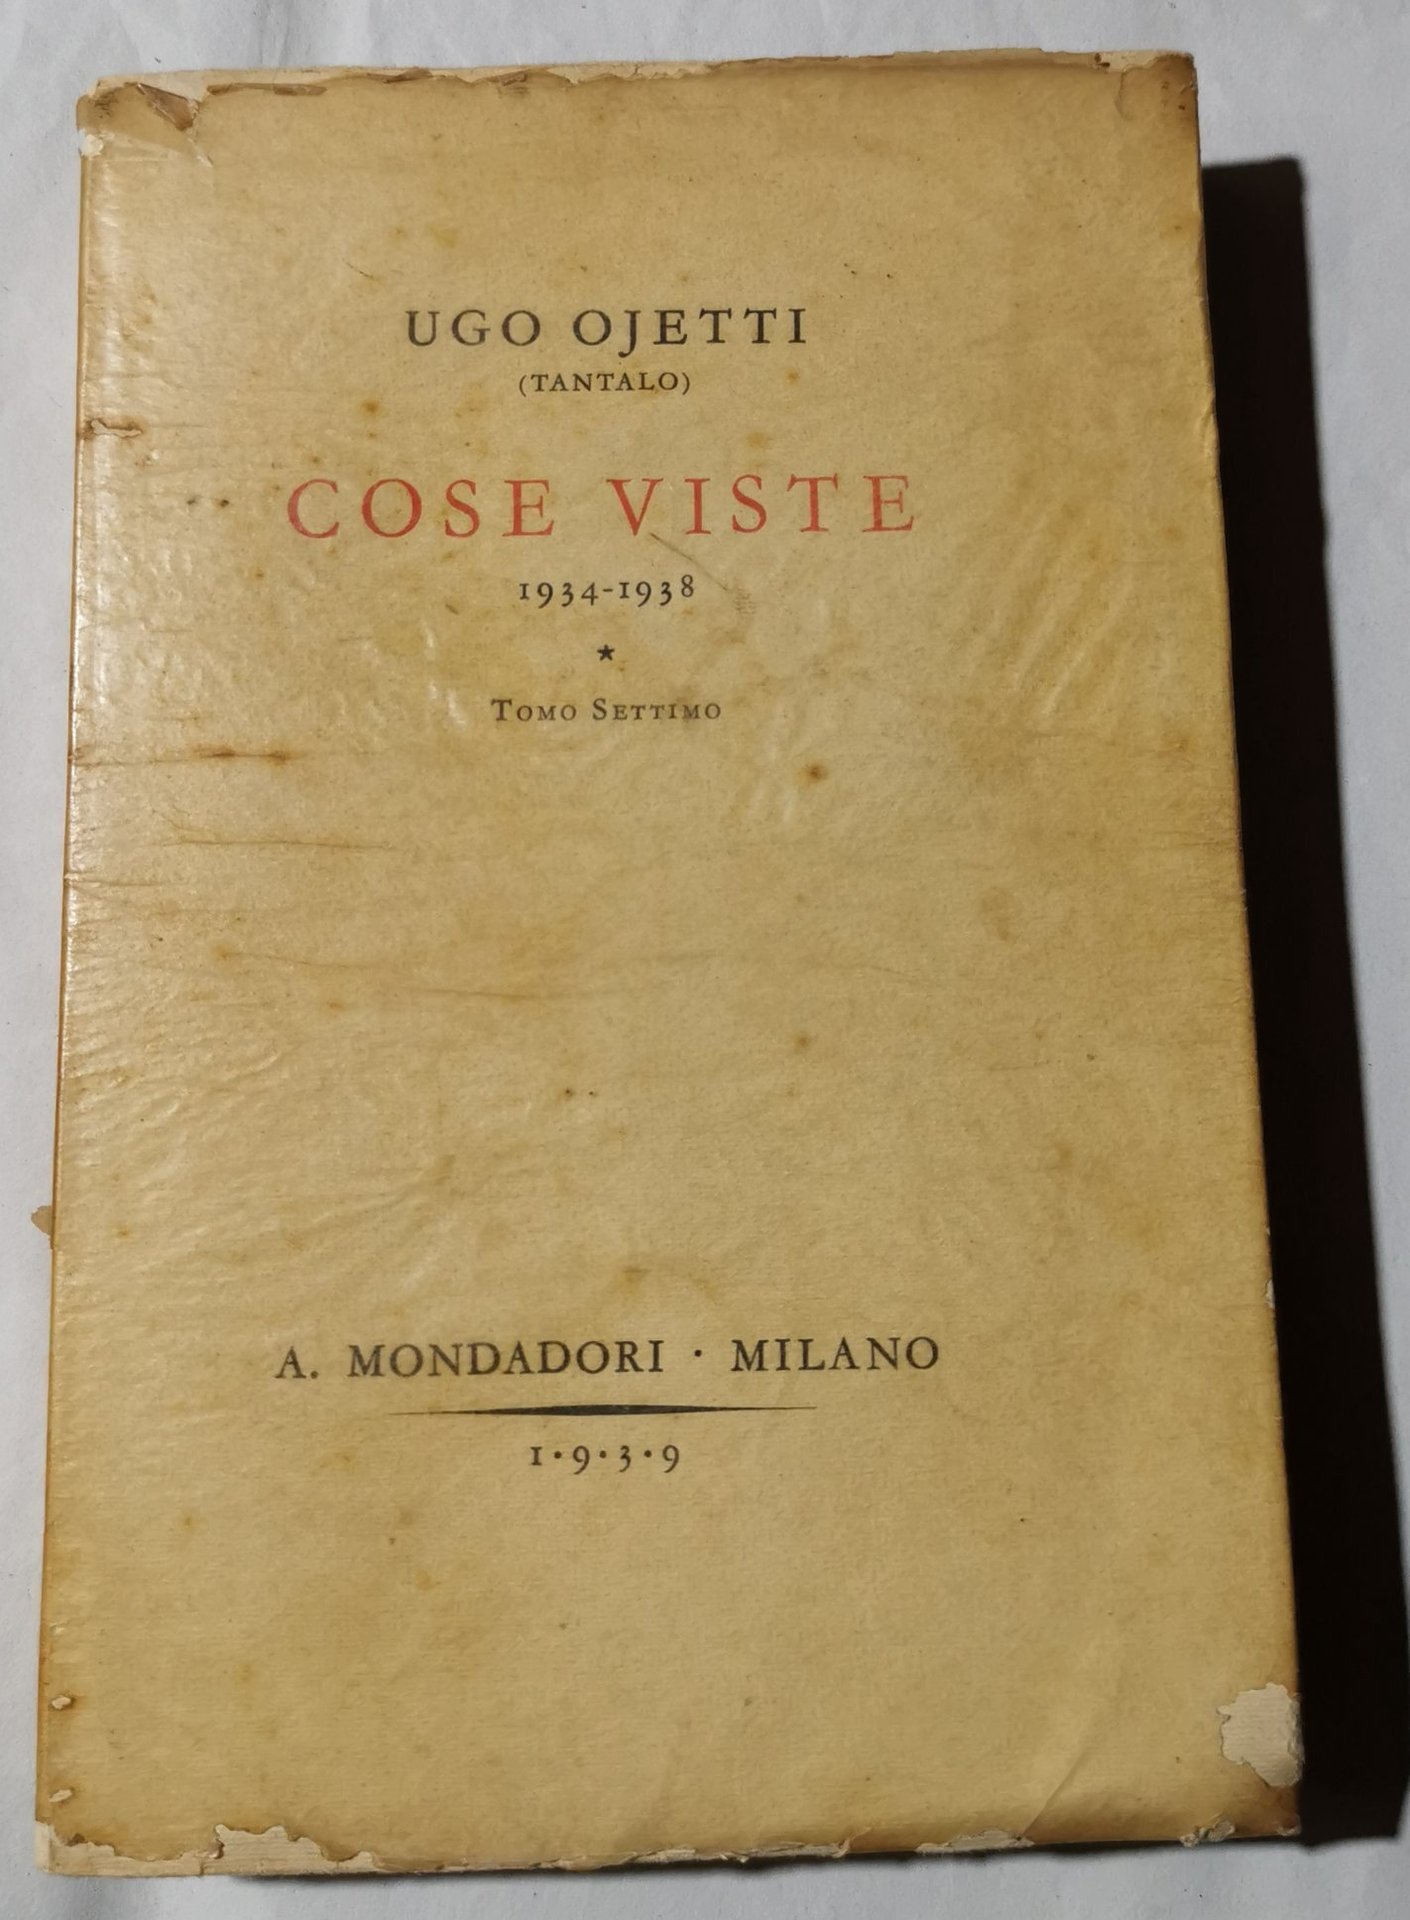 UGO OJETTI
(TANTALO)
COSE VISTE
1934-1938
★
TOMO SETTIMO
A. MONDADORI · MILANO
1·9·3·9